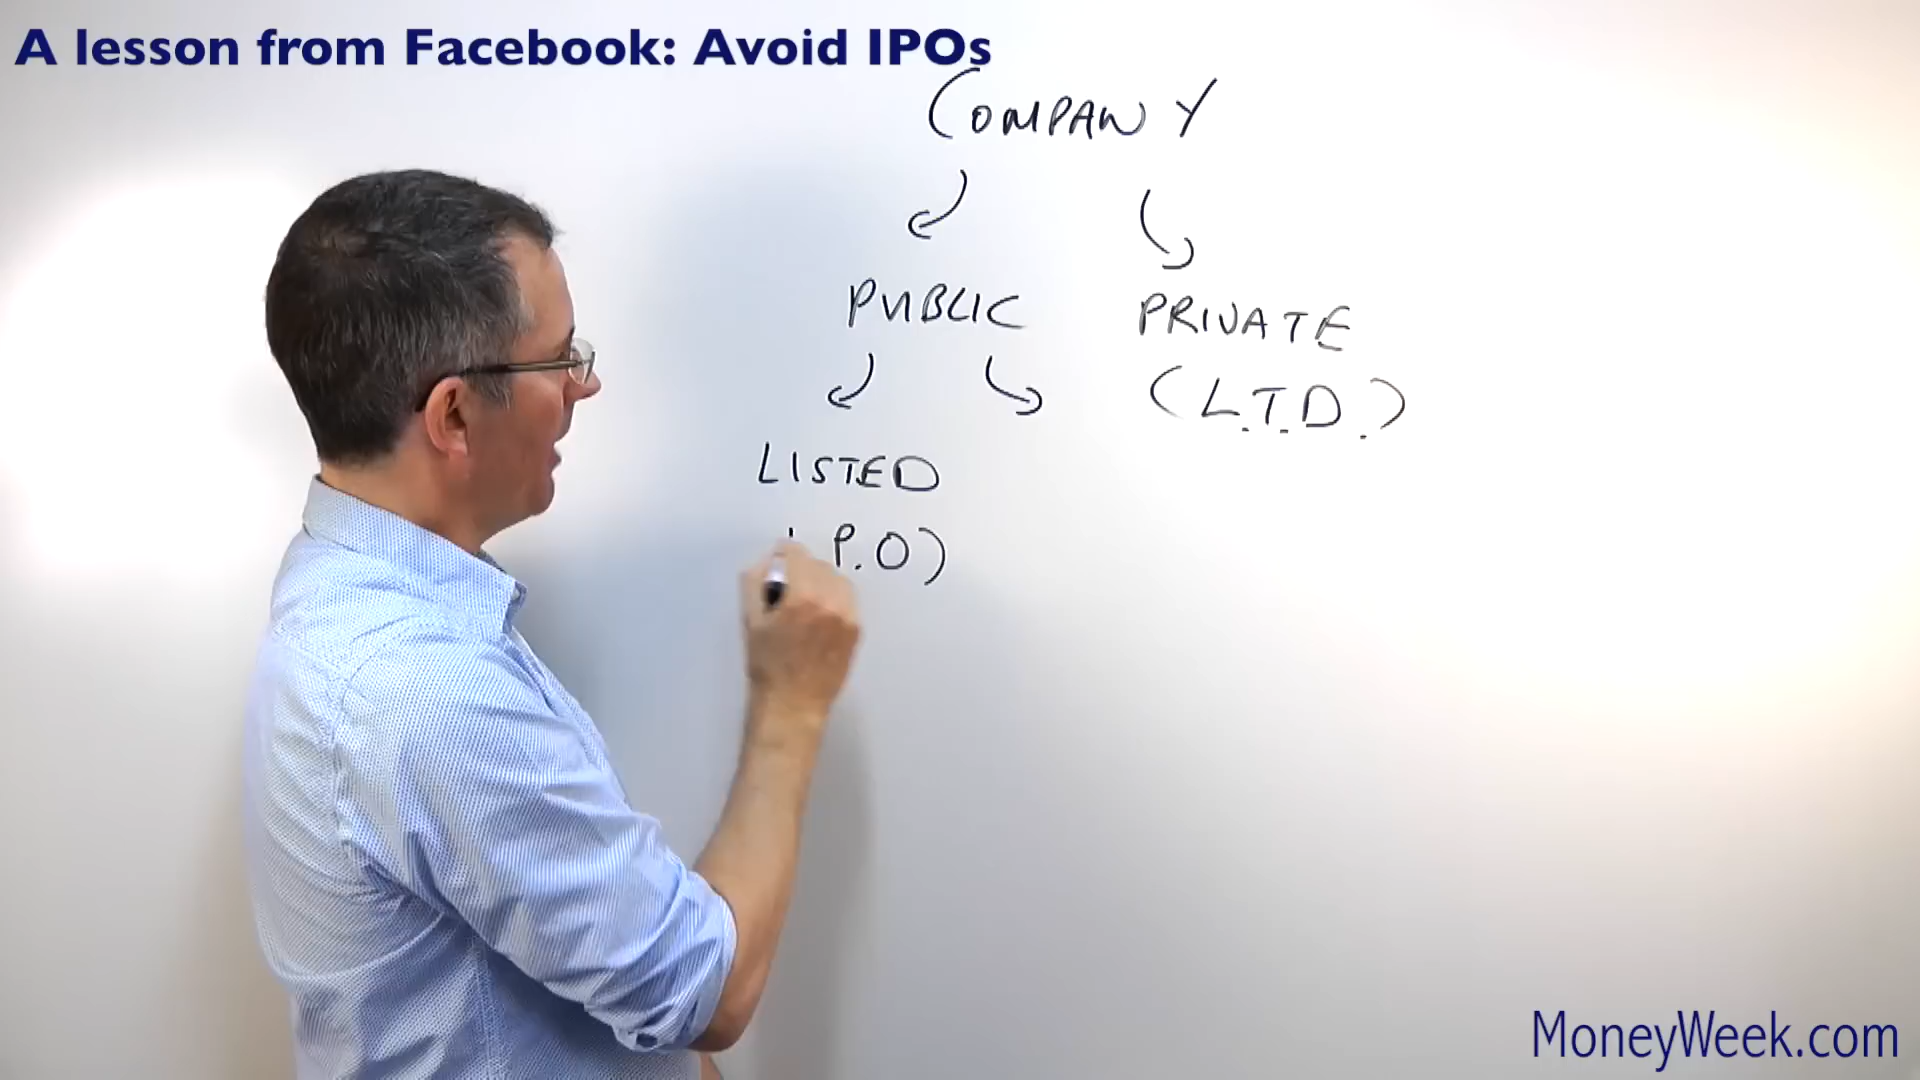 A lesson from Facebook: Avoid IPOs
COMPANY
PUBLIC PRIVATE
(L.T.D.)
LISTED
P.O)
MoneyWeek.com